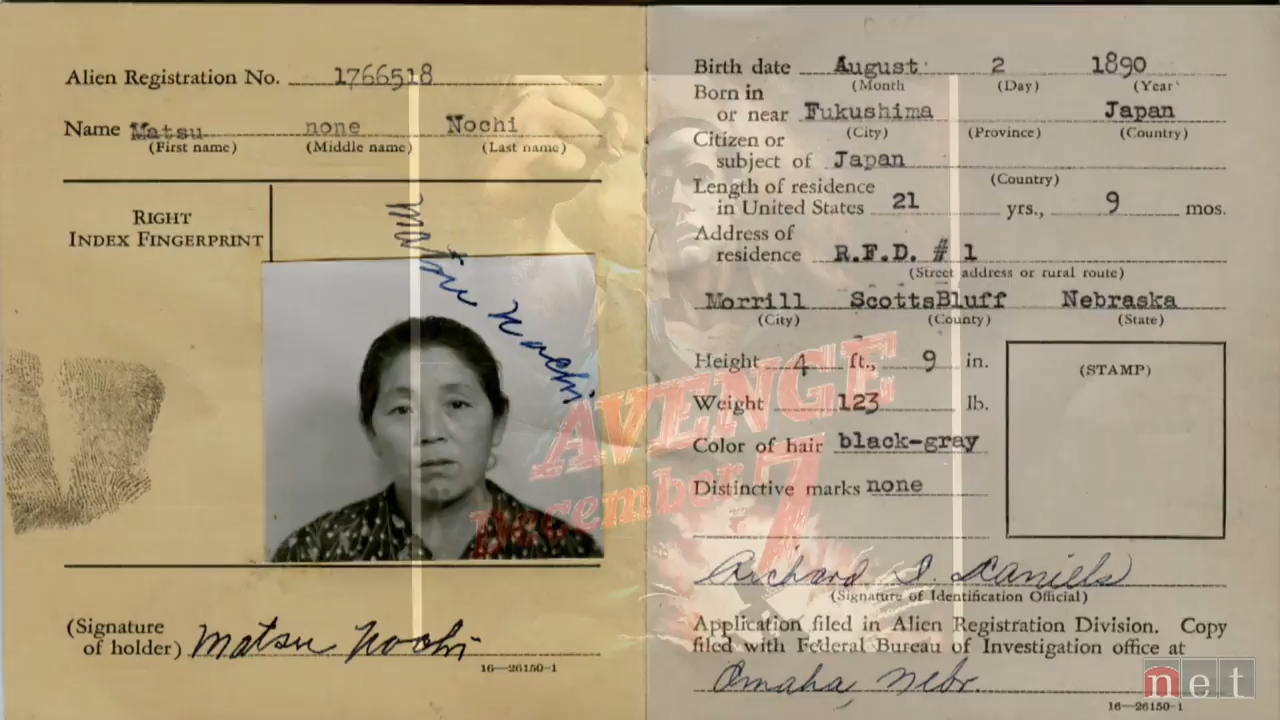 Alien Registration No. 1766518
Name Matsu none Nochi
(First name) (Middle name) (Last name)
RIGHT
INDEX FINGERPRINT
Matsu Nochi
(Signature
of holder) Matsu Nochi
16—26150-1
Birth date August 2 1890
(Month (Day) (Year
Born in
or near Fukushima Japan
(City) (Province) (Country)
Citizen or
subject of Japan
(Country)
Length of residence
in United States 21 yrs., 9 mos.
Address of
residence R.F.D. # 1
(Street address or rural route)
Morrill ScottsBluff Nebraska
(City) (County) (State)
Height 4 ft., 9 in.
(STAMP)
Weight 123 lb.
Color of hair black-gray
Distinctive marks none
AVENGE
December 7
Richard I. Daniels
(Signature of Identification Official)
Application filed in Alien Registration Division. Copy
filed with Federal Bureau of Investigation office at
Omaha, Nebr.
16—26150-1
net